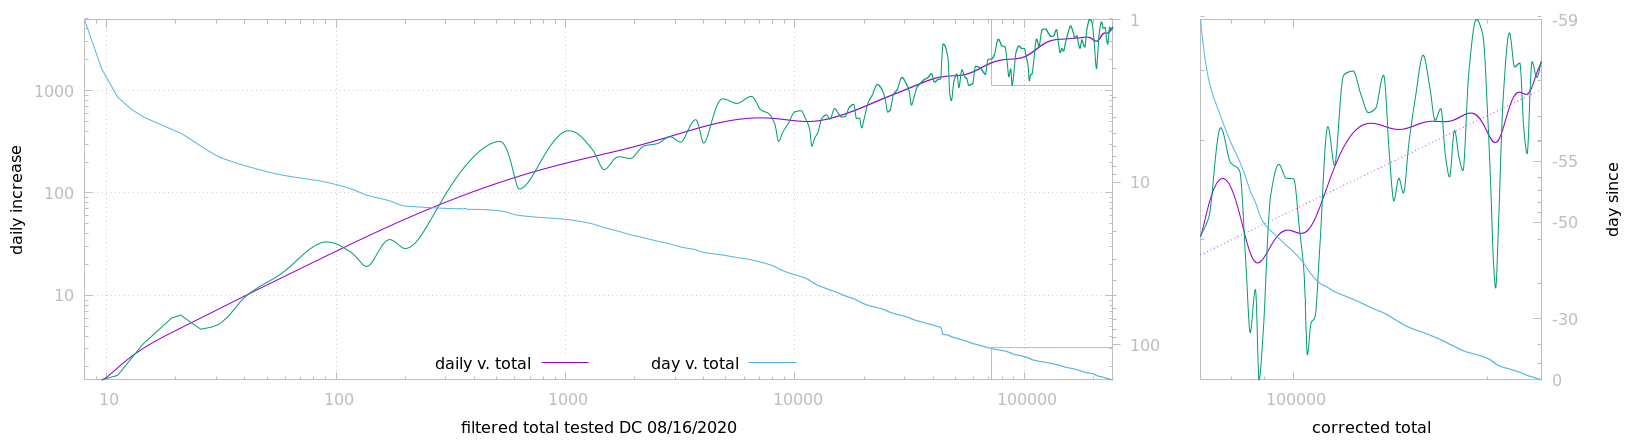 daily increase
1000
100
10
10
100
1000
10000
100000
1
10
100
daily v. total
day v. total
filtered total tested DC 08/16/2020
-59
-55
-50
-30
0
day since
100000
corrected total